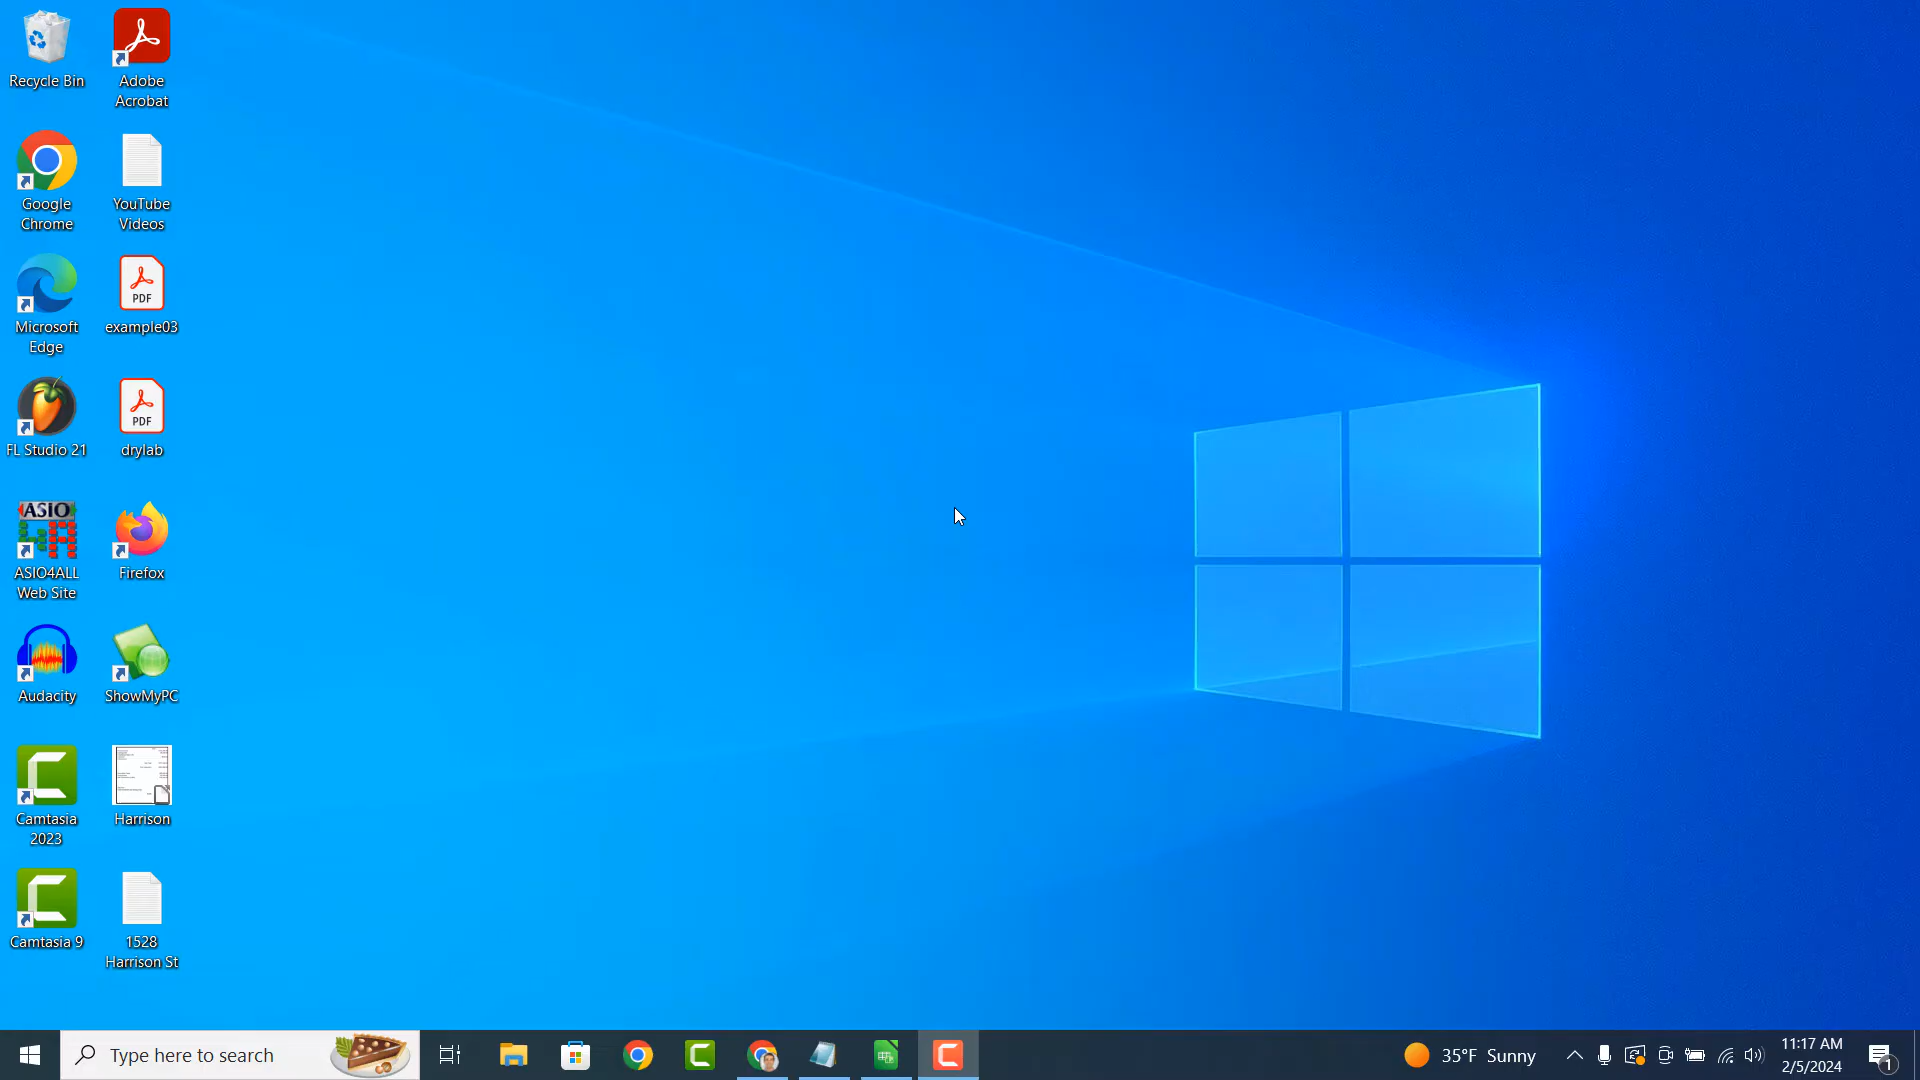 Recycle Bin
Adobe
Acrobat
Google
Chrome
YouTube
Videos
Microsoft
Edge
PDF
example03
FL Studio 21
PDF
drylab
ASIO
ASIO4ALL
Web Site
Firefox
Audacity
ShowMyPC
Camtasia
2023
Harrison
Camtasia 9
1528
Harrison St
Type here to search
35°F Sunny
11:17 AM
2/5/2024
1